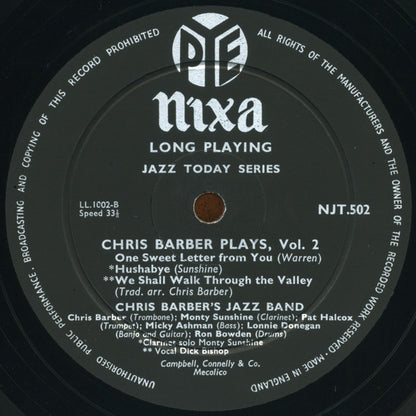 UNAUTHORISED PUBLIC PERFORMANCE · BROADCASTING AND COPYING OF THIS RECORD PROHIBITED
ALL RIGHTS OF THE MANUFACTURERS AND OF THE OWNER OF THE RECORDED WORK RESERVED · MADE IN ENGLAND
PYE
Nixa
LONG PLAYING
JAZZ TODAY SERIES
LL.1002-B
Speed 33⅓
NJT.502
CHRIS BARBER PLAYS, Vol. 2
One Sweet Letter from You (Warren)
*Hushabye (Sunshine)
**We Shall Walk Through the Valley
(Trad. arr. Chris Barber)
CHRIS BARBER'S JAZZ BAND
Chris Barber (Trombone); Monty Sunshine (Clarinet); Pat Halcox
(Trumpet); Micky Ashman (Bass); Lonnie Donegan
(Banjo and Guitar); Ron Bowden (Drums)
*Clarinet solo Monty Sunshine
** Vocal Dick Bishop
Campbell, Connelly & Co.
Mecolico